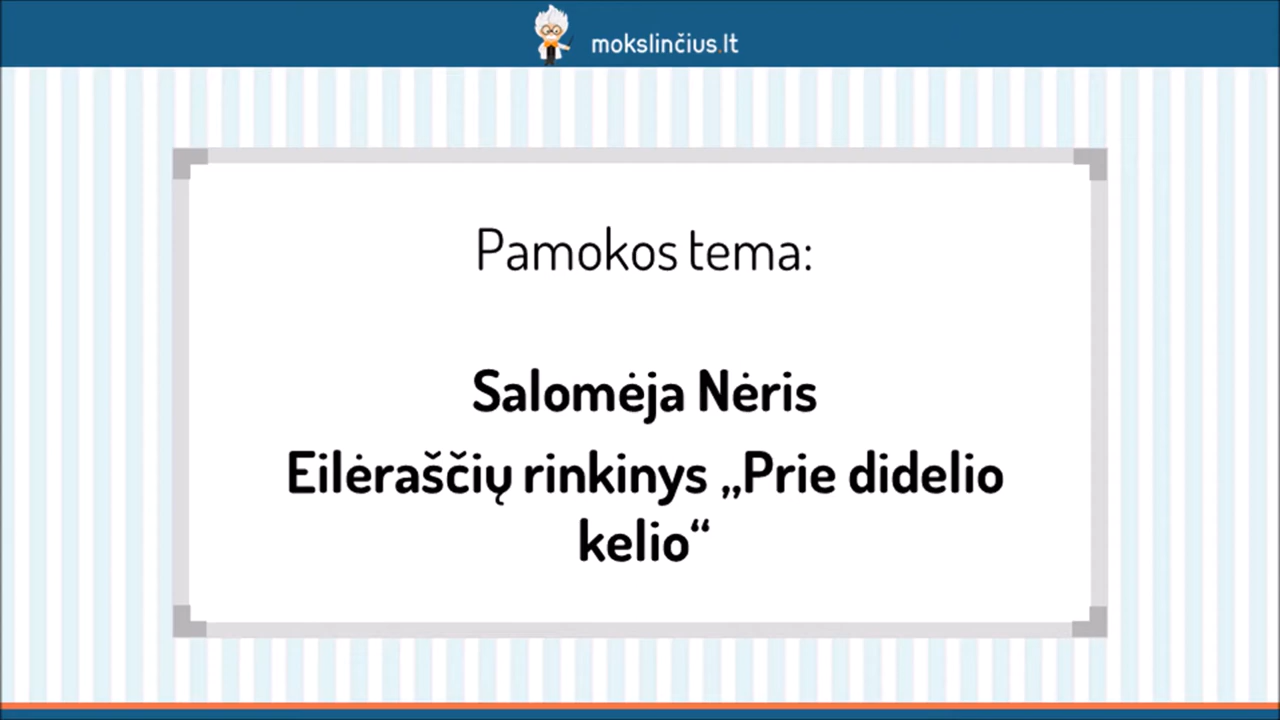 mokslinčius.lt
Pamokos tema:
Salomėja Nėris
Eilėraščių rinkinys „Prie didelio
kelio“